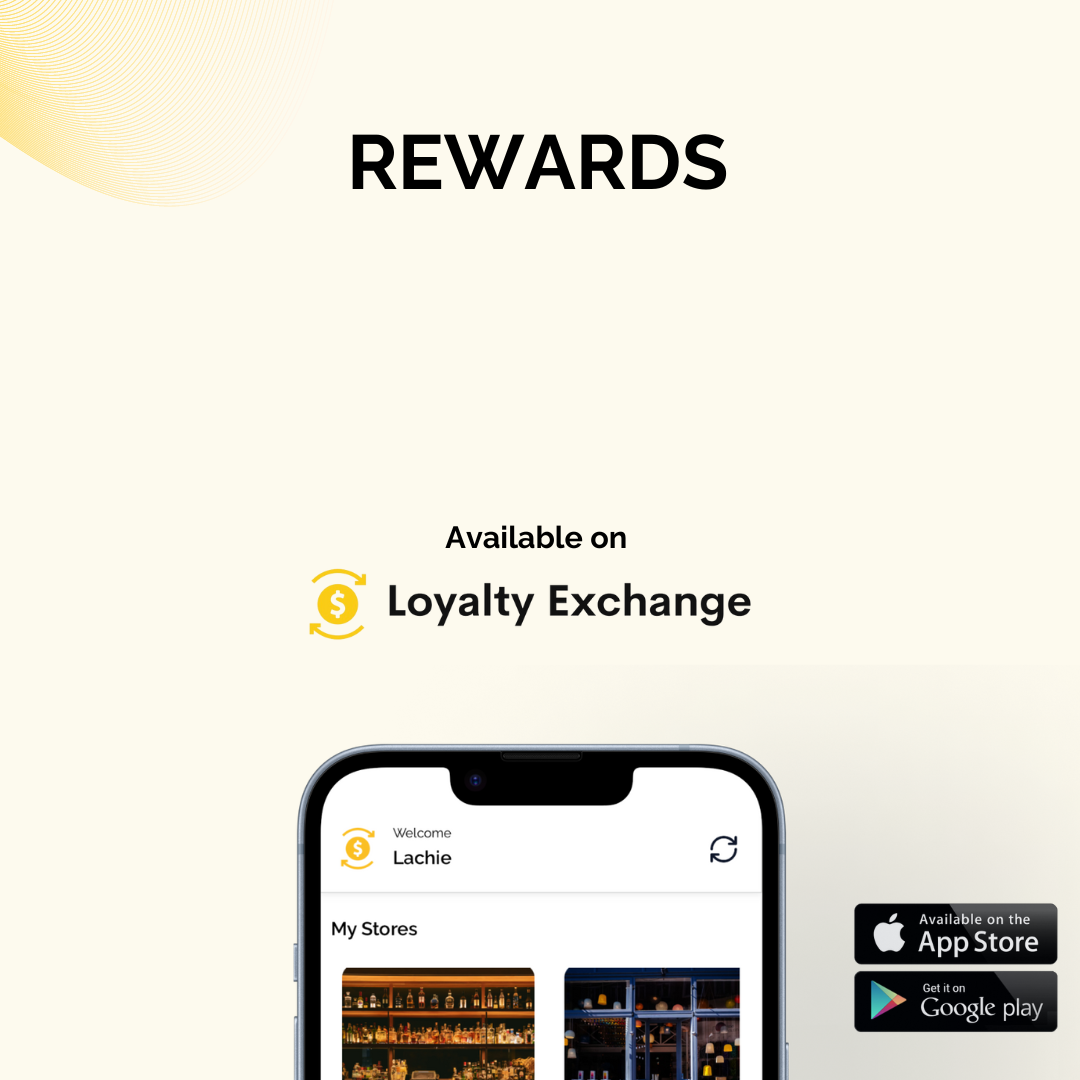 REWARDS
Available on
Loyalty Exchange
Welcome
Lachie
My Stores
Available on the
App Store
Get it on
Google play